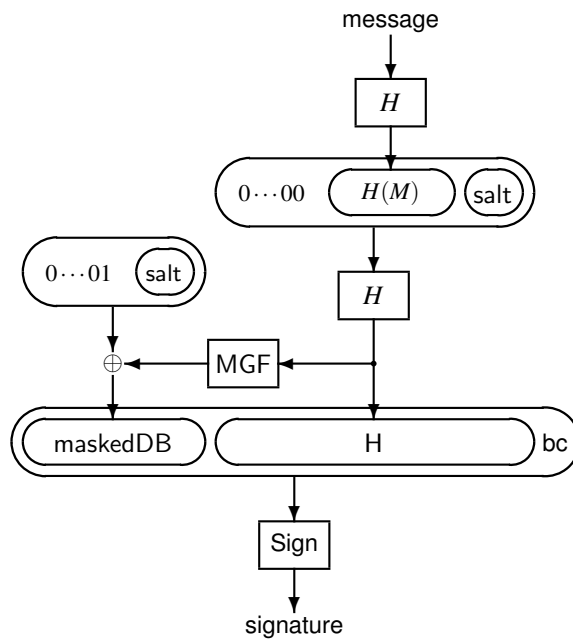 message
H
0···00 H(M) salt
0···01 salt
H
⊕ MGF
maskedDB H bc
Sign
signature